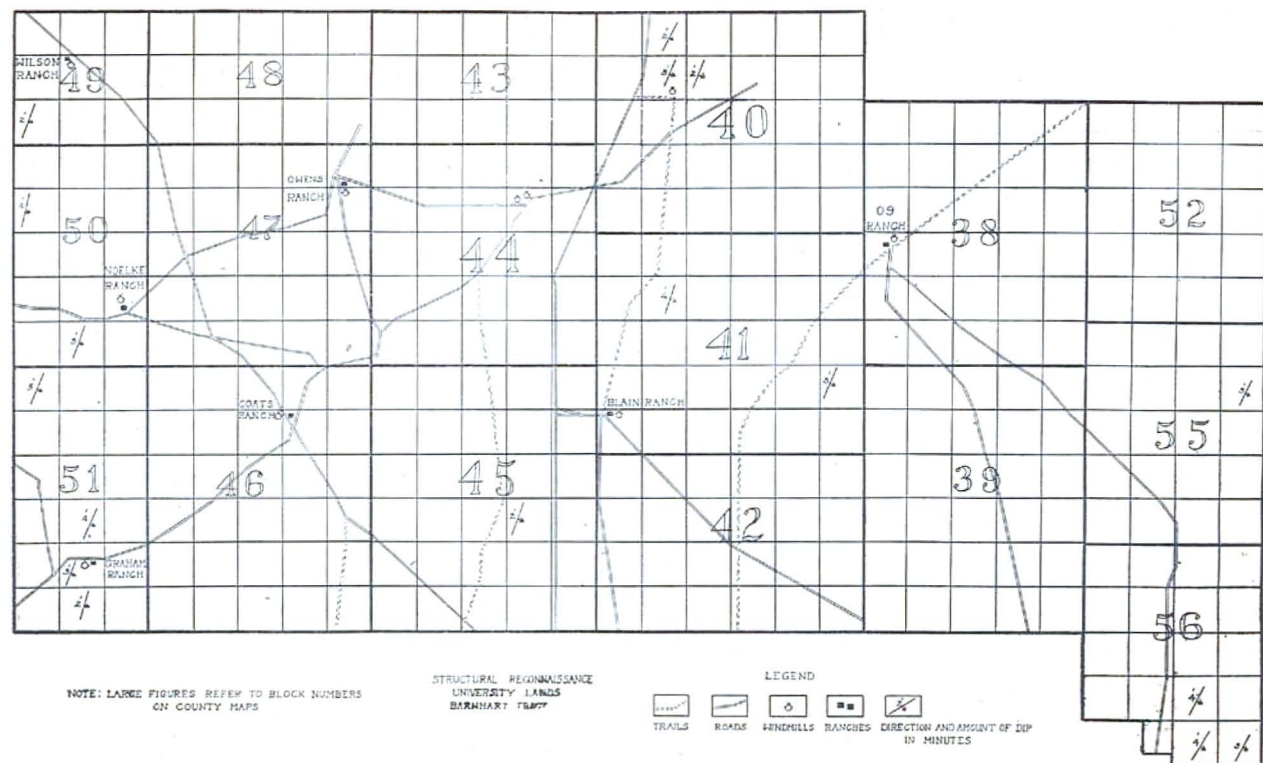 WILSON
RANCH
49
48
43
40
52
OWENS
RANCH
50
47
44
09
RANCH
38
NOELKE
RANCH
41
COATS
RANCH
BLAIN RANCH
55
51
46
45
39
42
GRAHAM
RANCH
56
NOTE: LARGE FIGURES REFER TO BLOCK NUMBERS
ON COUNTY MAPS
STRUCTURAL RECONNAISSANCE
UNIVERSITY LANDS
BARNHART TRACT
LEGEND
TRAILS
ROADS
WINDMILLS
RANCHES
DIRECTION AND AMOUNT OF DIP
IN MINUTES